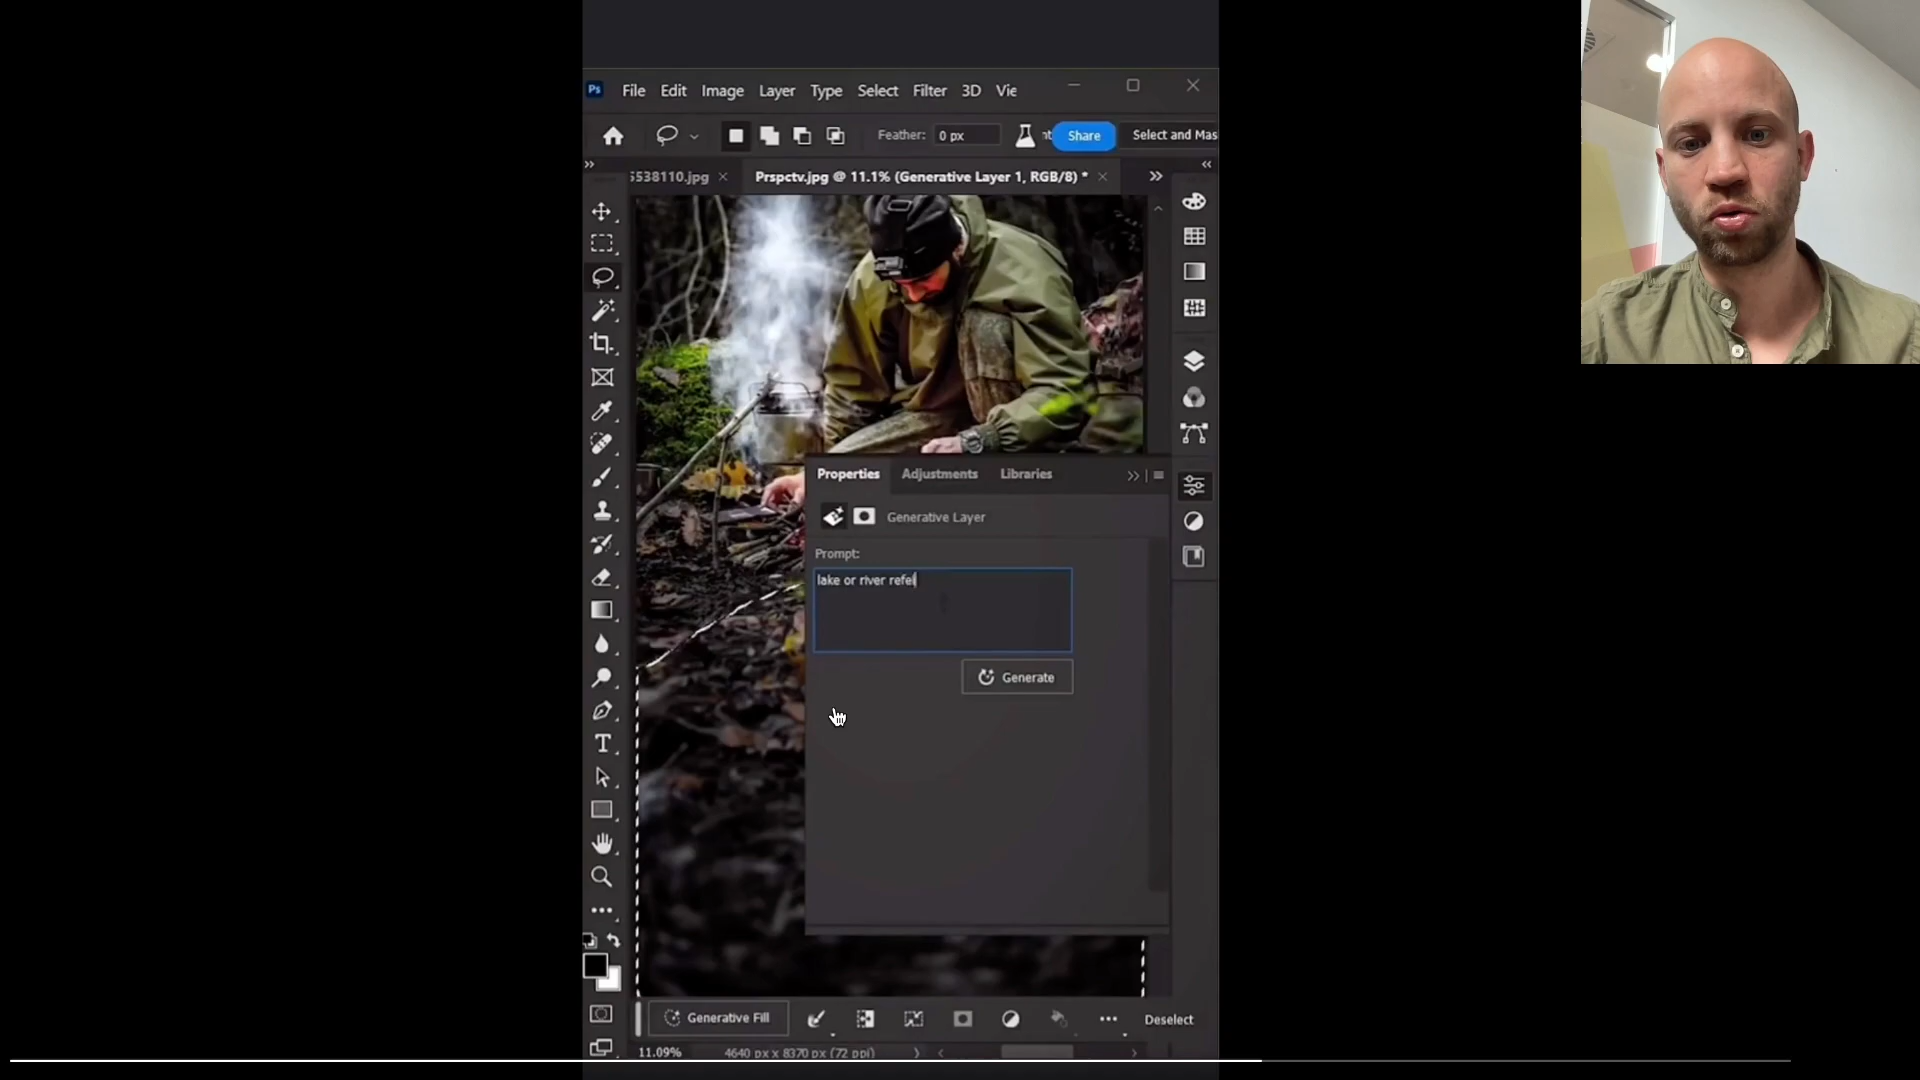 Ps File Edit Image Layer Type Select Filter 3D Vie
Feather: 0 px nt Share Select and Mas
5538110.jpg Prspctv.jpg @ 11.1% (Generative Layer 1, RGB/8) *
Properties Adjustments Libraries
Generative Layer
Prompt:
lake or river refel
Generate
Generative Fill Deselect
11.09% 4640 px x 8370 px (72 ppi)